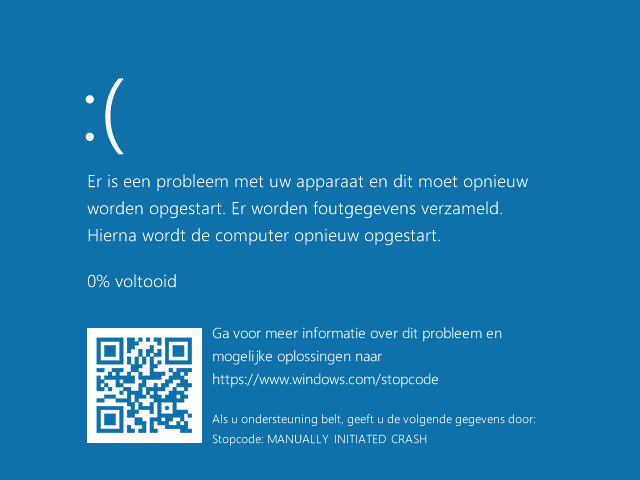 :(
Er is een probleem met uw apparaat en dit moet opnieuw
worden opgestart. Er worden foutgegevens verzameld.
Hierna wordt de computer opnieuw opgestart.
0% voltooid
Ga voor meer informatie over dit probleem en
mogelijke oplossingen naar
https://www.windows.com/stopcode
Als u ondersteuning belt, geeft u de volgende gegevens door:
Stopcode: MANUALLY INITIATED CRASH